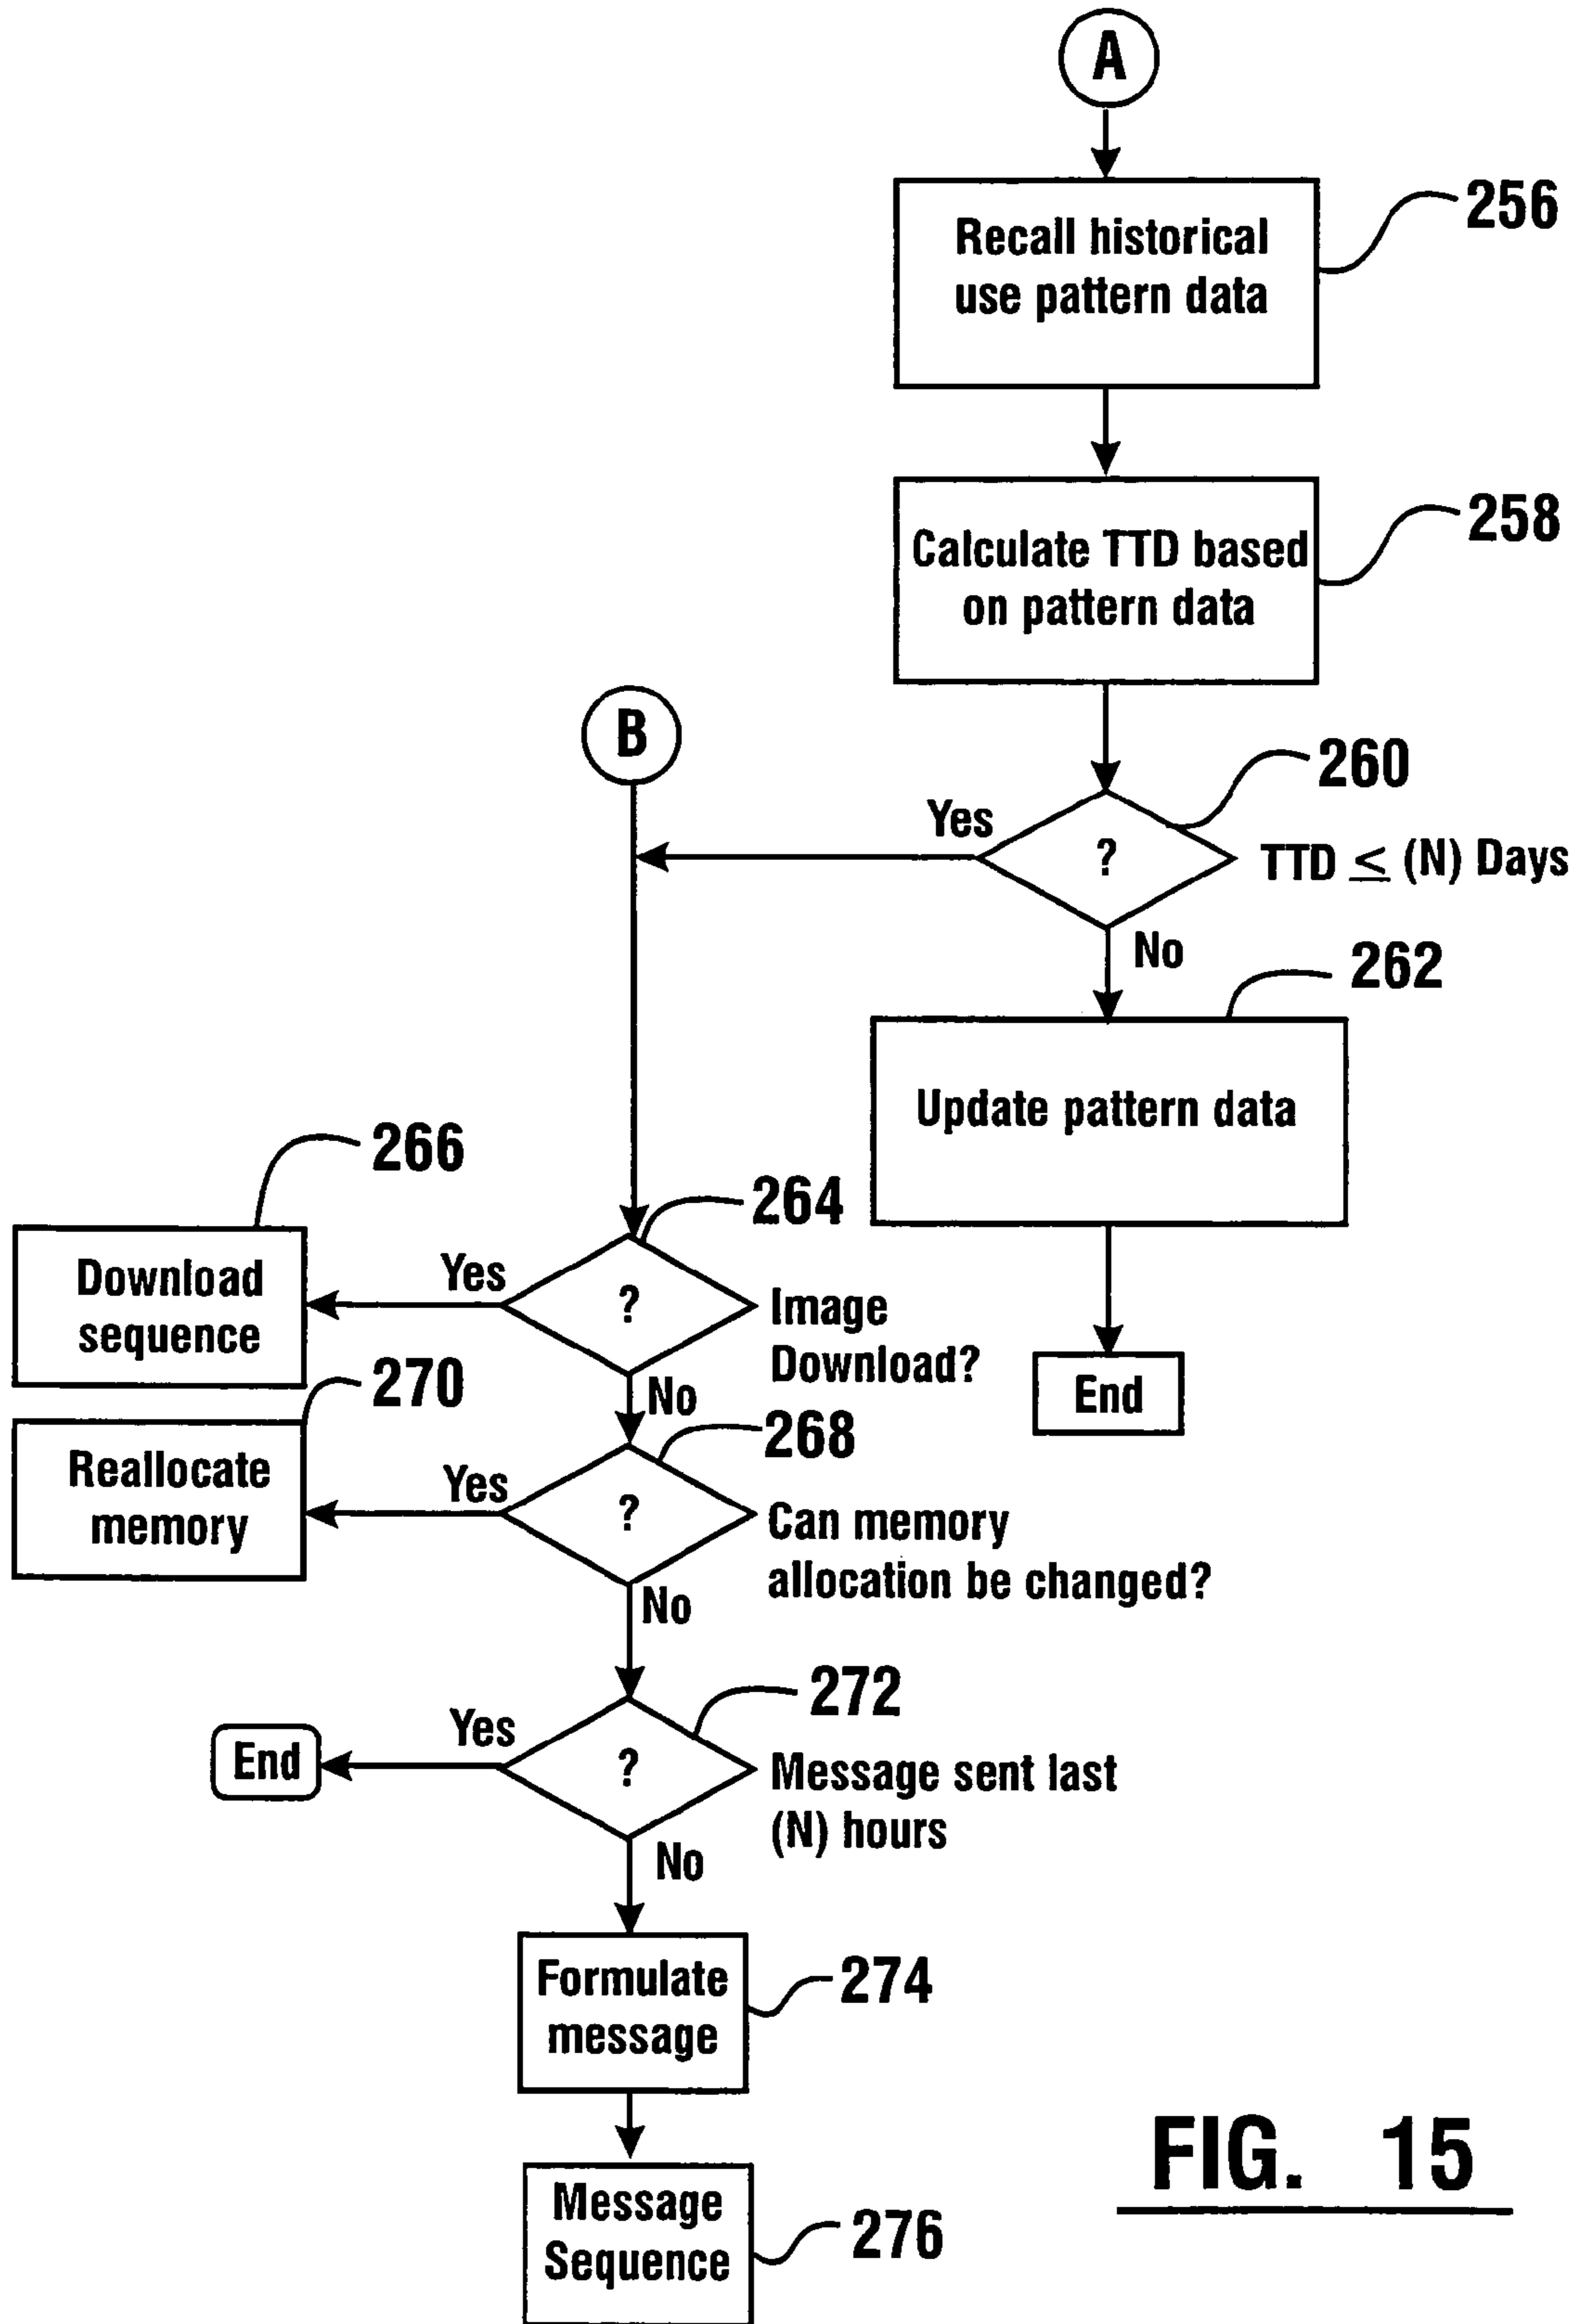 A
256
Recall historical
use pattern data
258
Calculate TTD based
on pattern data
B
260
Yes
?
TTD ≤ (N) Days
No
262
Update pattern data
266
264
Download
sequence
Yes
?
Image
Download?
End
270
No
268
Reallocate
memory
Yes
?
Can memory
allocation be changed?
No
272
Yes
End
?
Message sent last
(N) hours
No
Formulate
message
274
Message
Sequence
276
FIG. 15